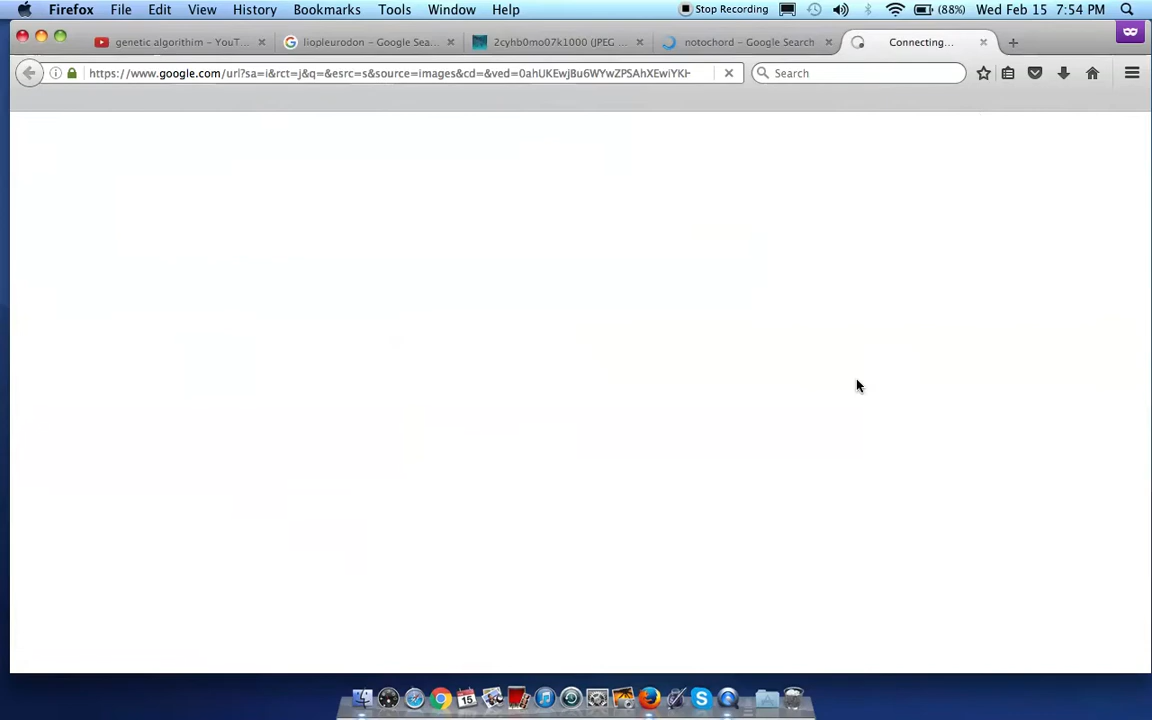 Firefox File Edit View History Bookmarks Tools Window Help Stop Recording (88%) Wed Feb 15 7:54 PM
genetic algorithim – YouT... liopleurodon – Google Sea... 2cyhb0mo07k1000 (JPEG ... notochord – Google Search Connecting...
https://www.google.com/url?sa=i&rct=j&q=&esrc=s&source=images&cd=&ved= Search
15